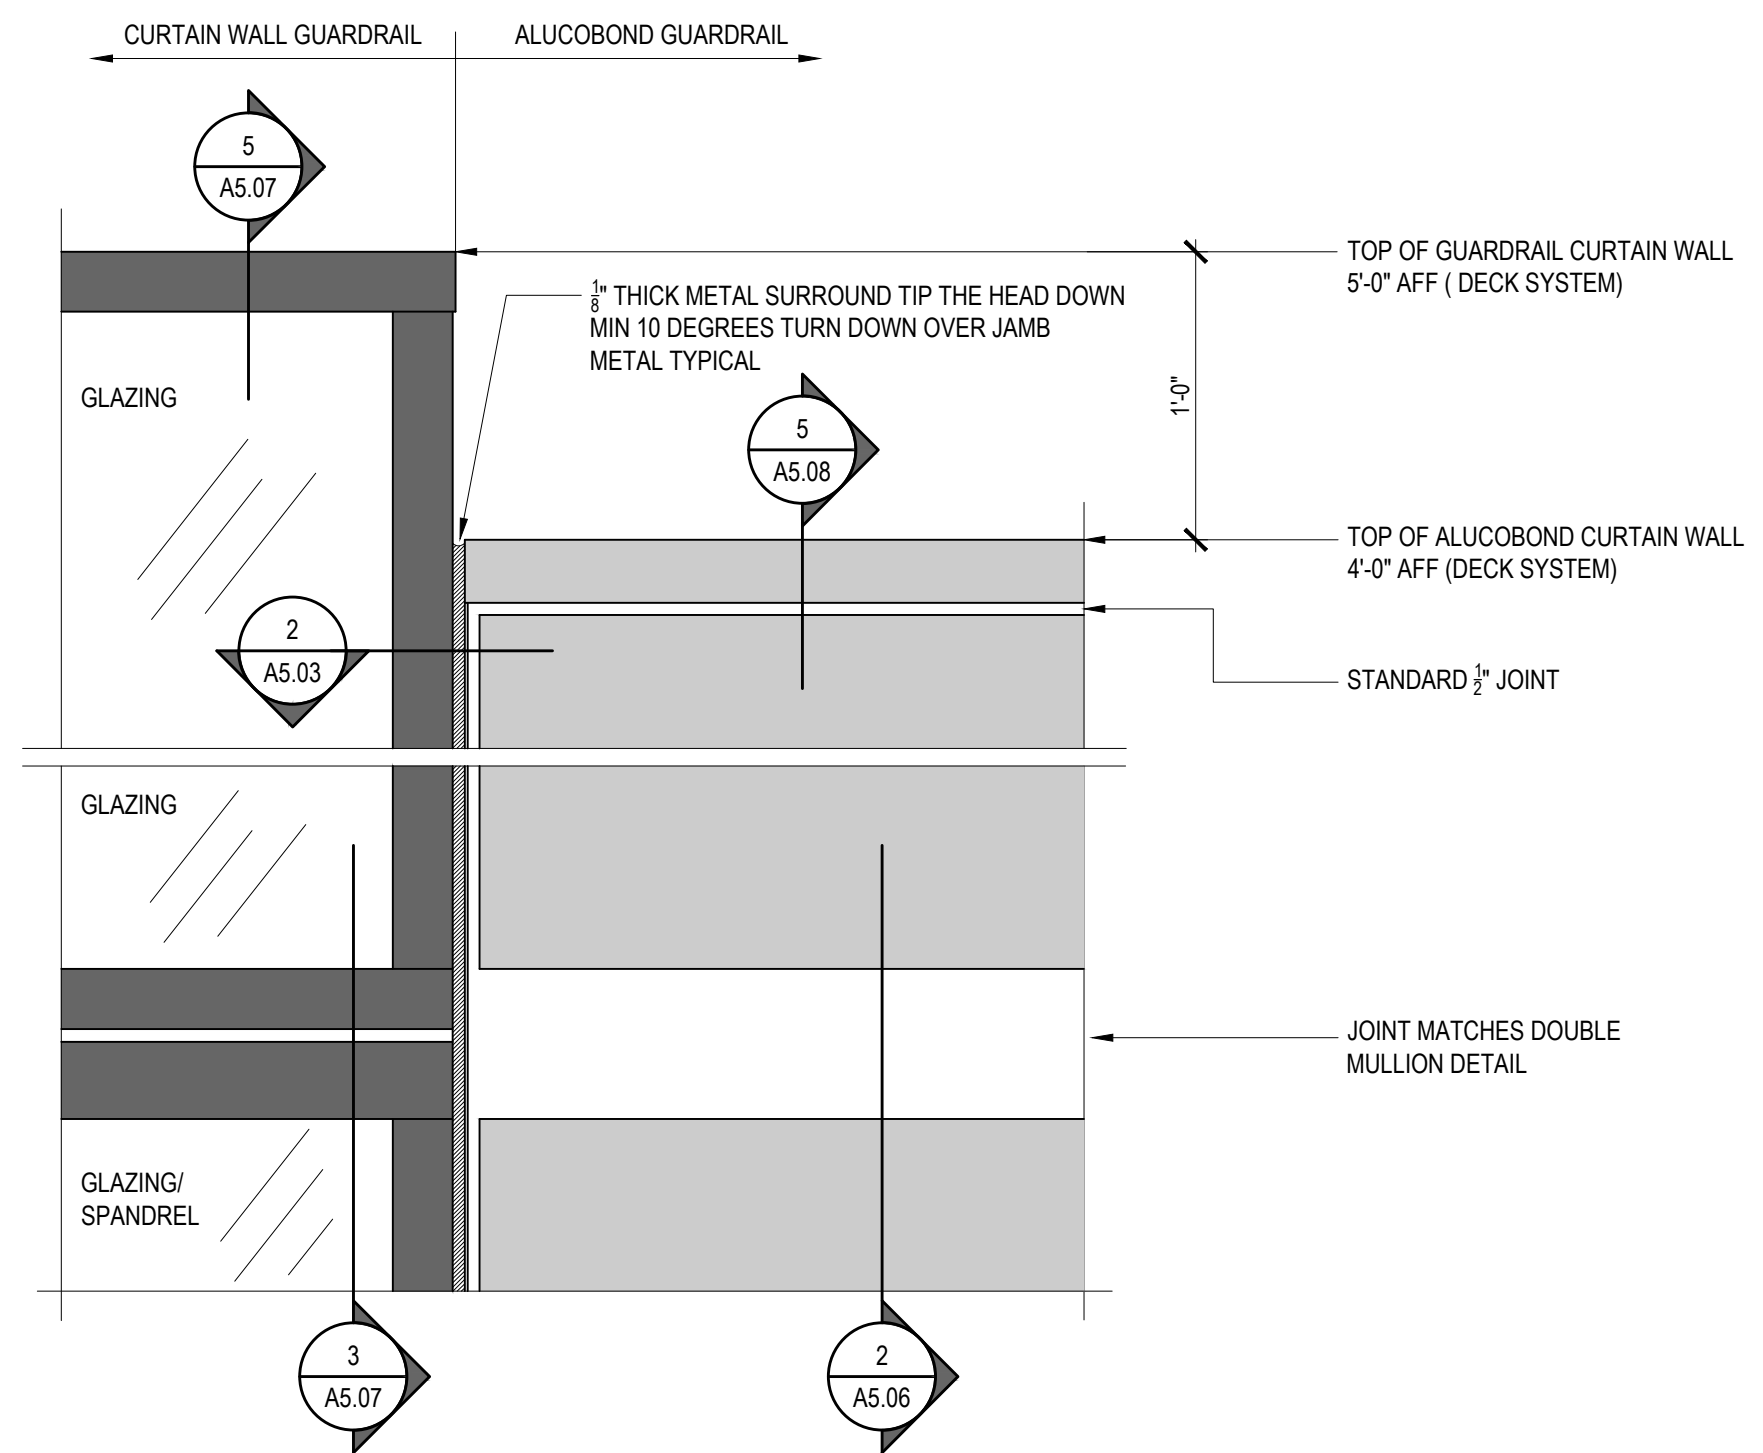 CURTAIN WALL GUARDRAIL
ALUCOBOND GUARDRAIL
5
A5.07
TOP OF GUARDRAIL CURTAIN WALL
5'-0" AFF ( DECK SYSTEM)
1/8" THICK METAL SURROUND TIP THE HEAD DOWN
MIN 10 DEGREES TURN DOWN OVER JAMB
METAL TYPICAL
GLAZING
1'-0"
5
A5.08
TOP OF ALUCOBOND CURTAIN WALL
4'-0" AFF (DECK SYSTEM)
2
A5.03
STANDARD 1/2" JOINT
GLAZING
JOINT MATCHES DOUBLE
MULLION DETAIL
GLAZING/
SPANDREL
3
A5.07
2
A5.06